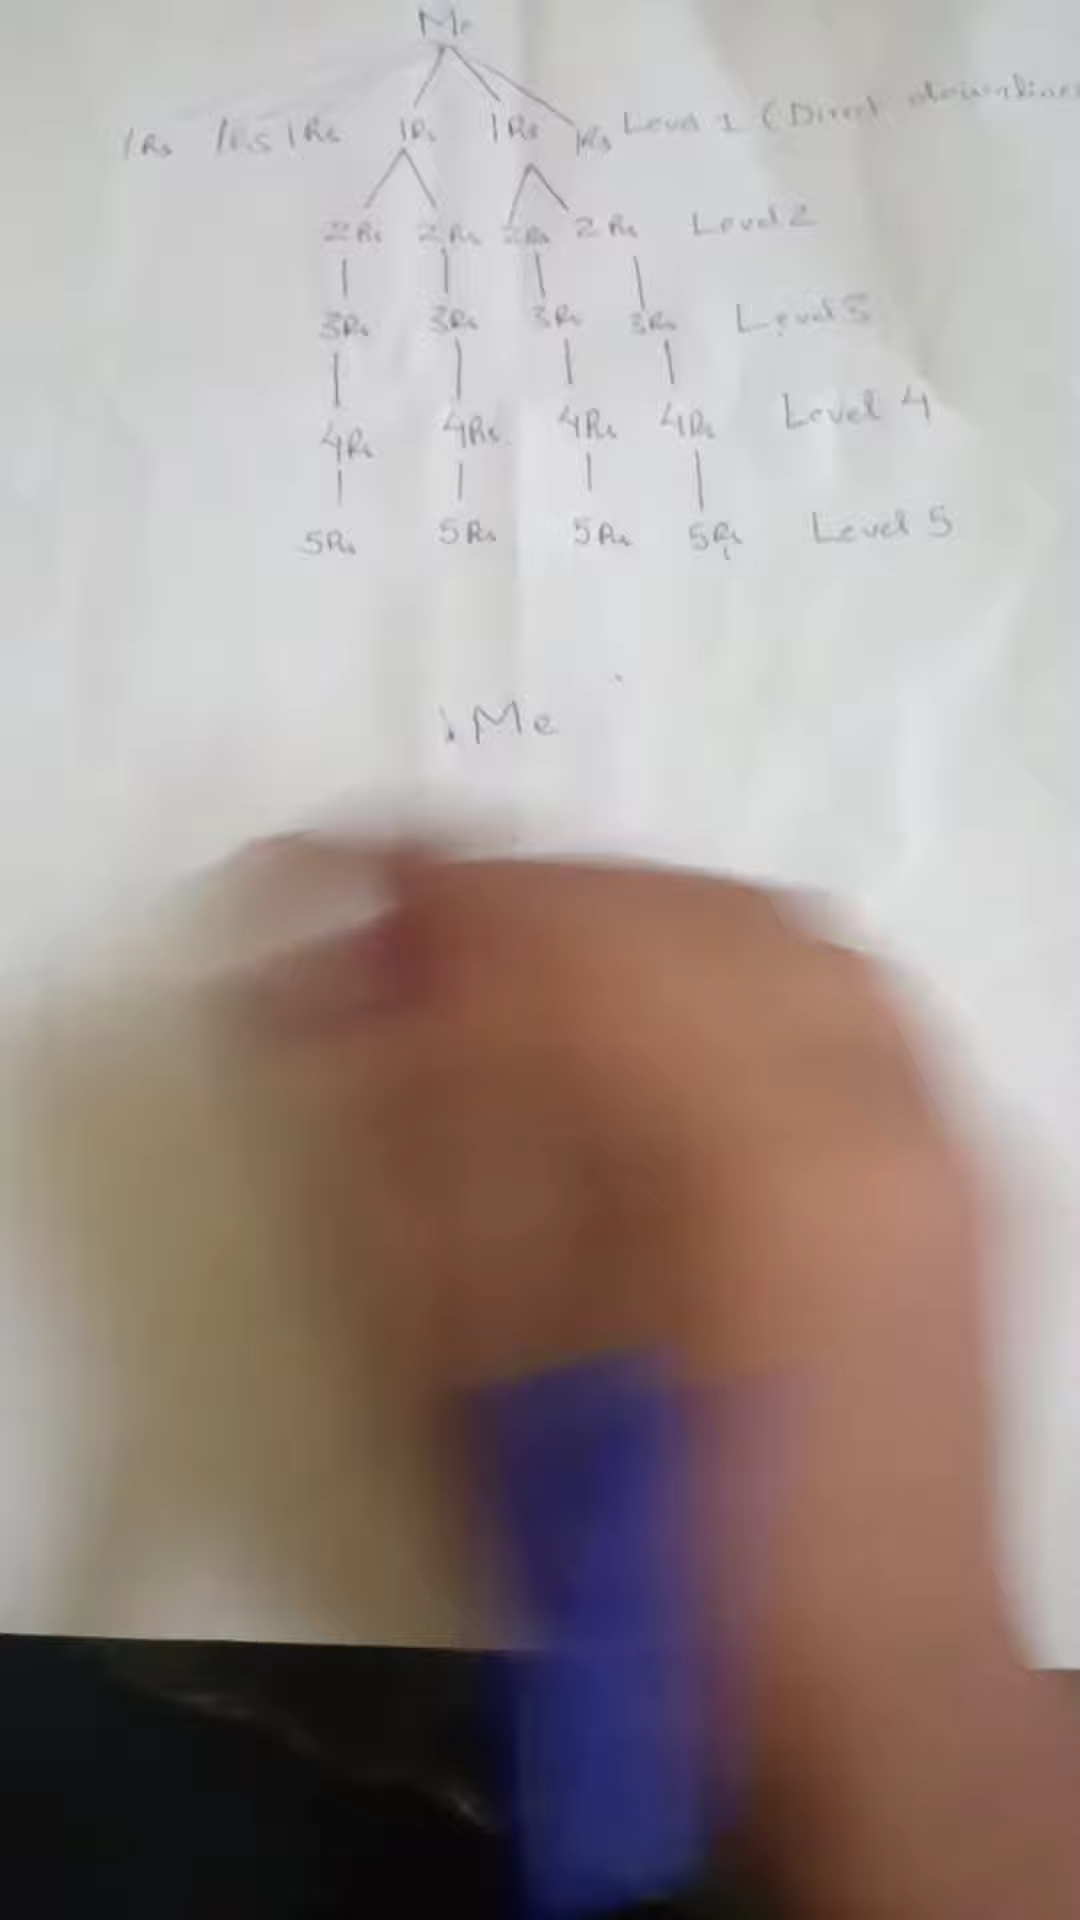 Me
1Rs 1Rs 1Rs 1Rs 1Rs 1Rs Level 1 (Direct downlines
2Rs 2Rs 2Rs 2Rs Level 2
3Rs 3Rs 3Rs 3Rs Level 3
4Rs 4Rs 4Rs 4Rs Level 4
5Rs 5Rs 5Rs 5Rs Level 5
Me